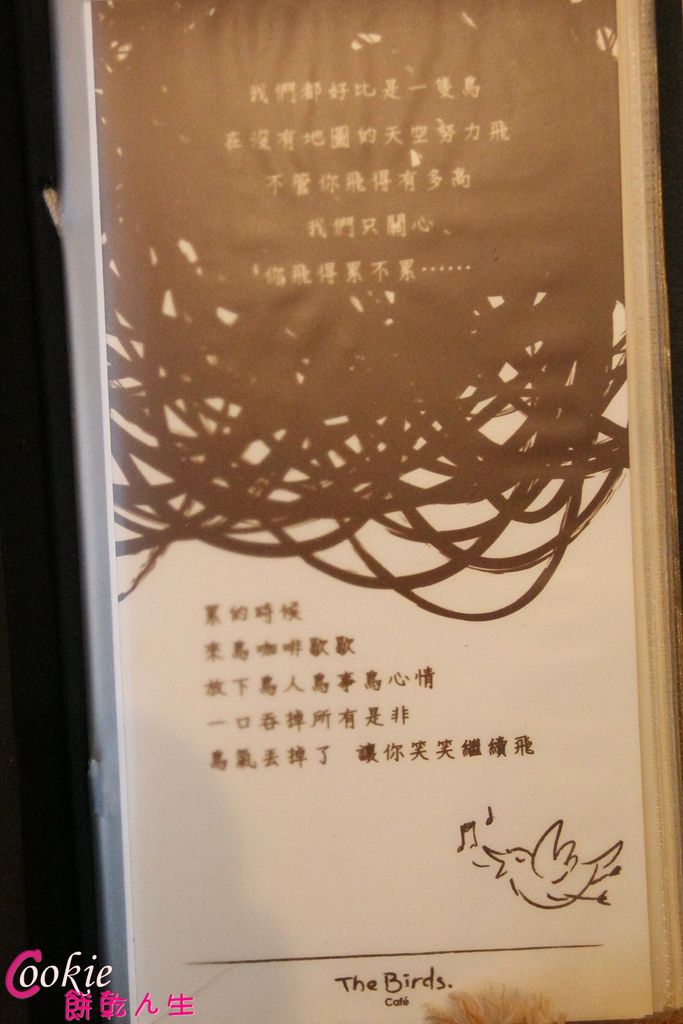 我們都好比是一隻鳥
在沒有地圖的天空努力飛
不管你飛得有多高
我們只關心
你飛得累不累……
累的時候
來鳥咖啡歇歇
放下鳥人鳥事鳥心情
一口吞掉所有是非
鳥氣丟掉了 讓你笑笑繼續飛
The Birds.
Café
Cookie
餅乾ん生